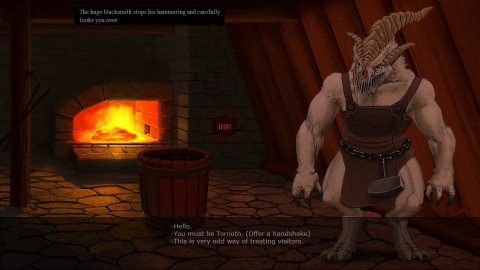 The huge blacksmith stops his hammering and carefully
looks you over.
-Hello.
-You must be Tornoth. (Offer a handshake)
-This is very odd way of treating visitors.